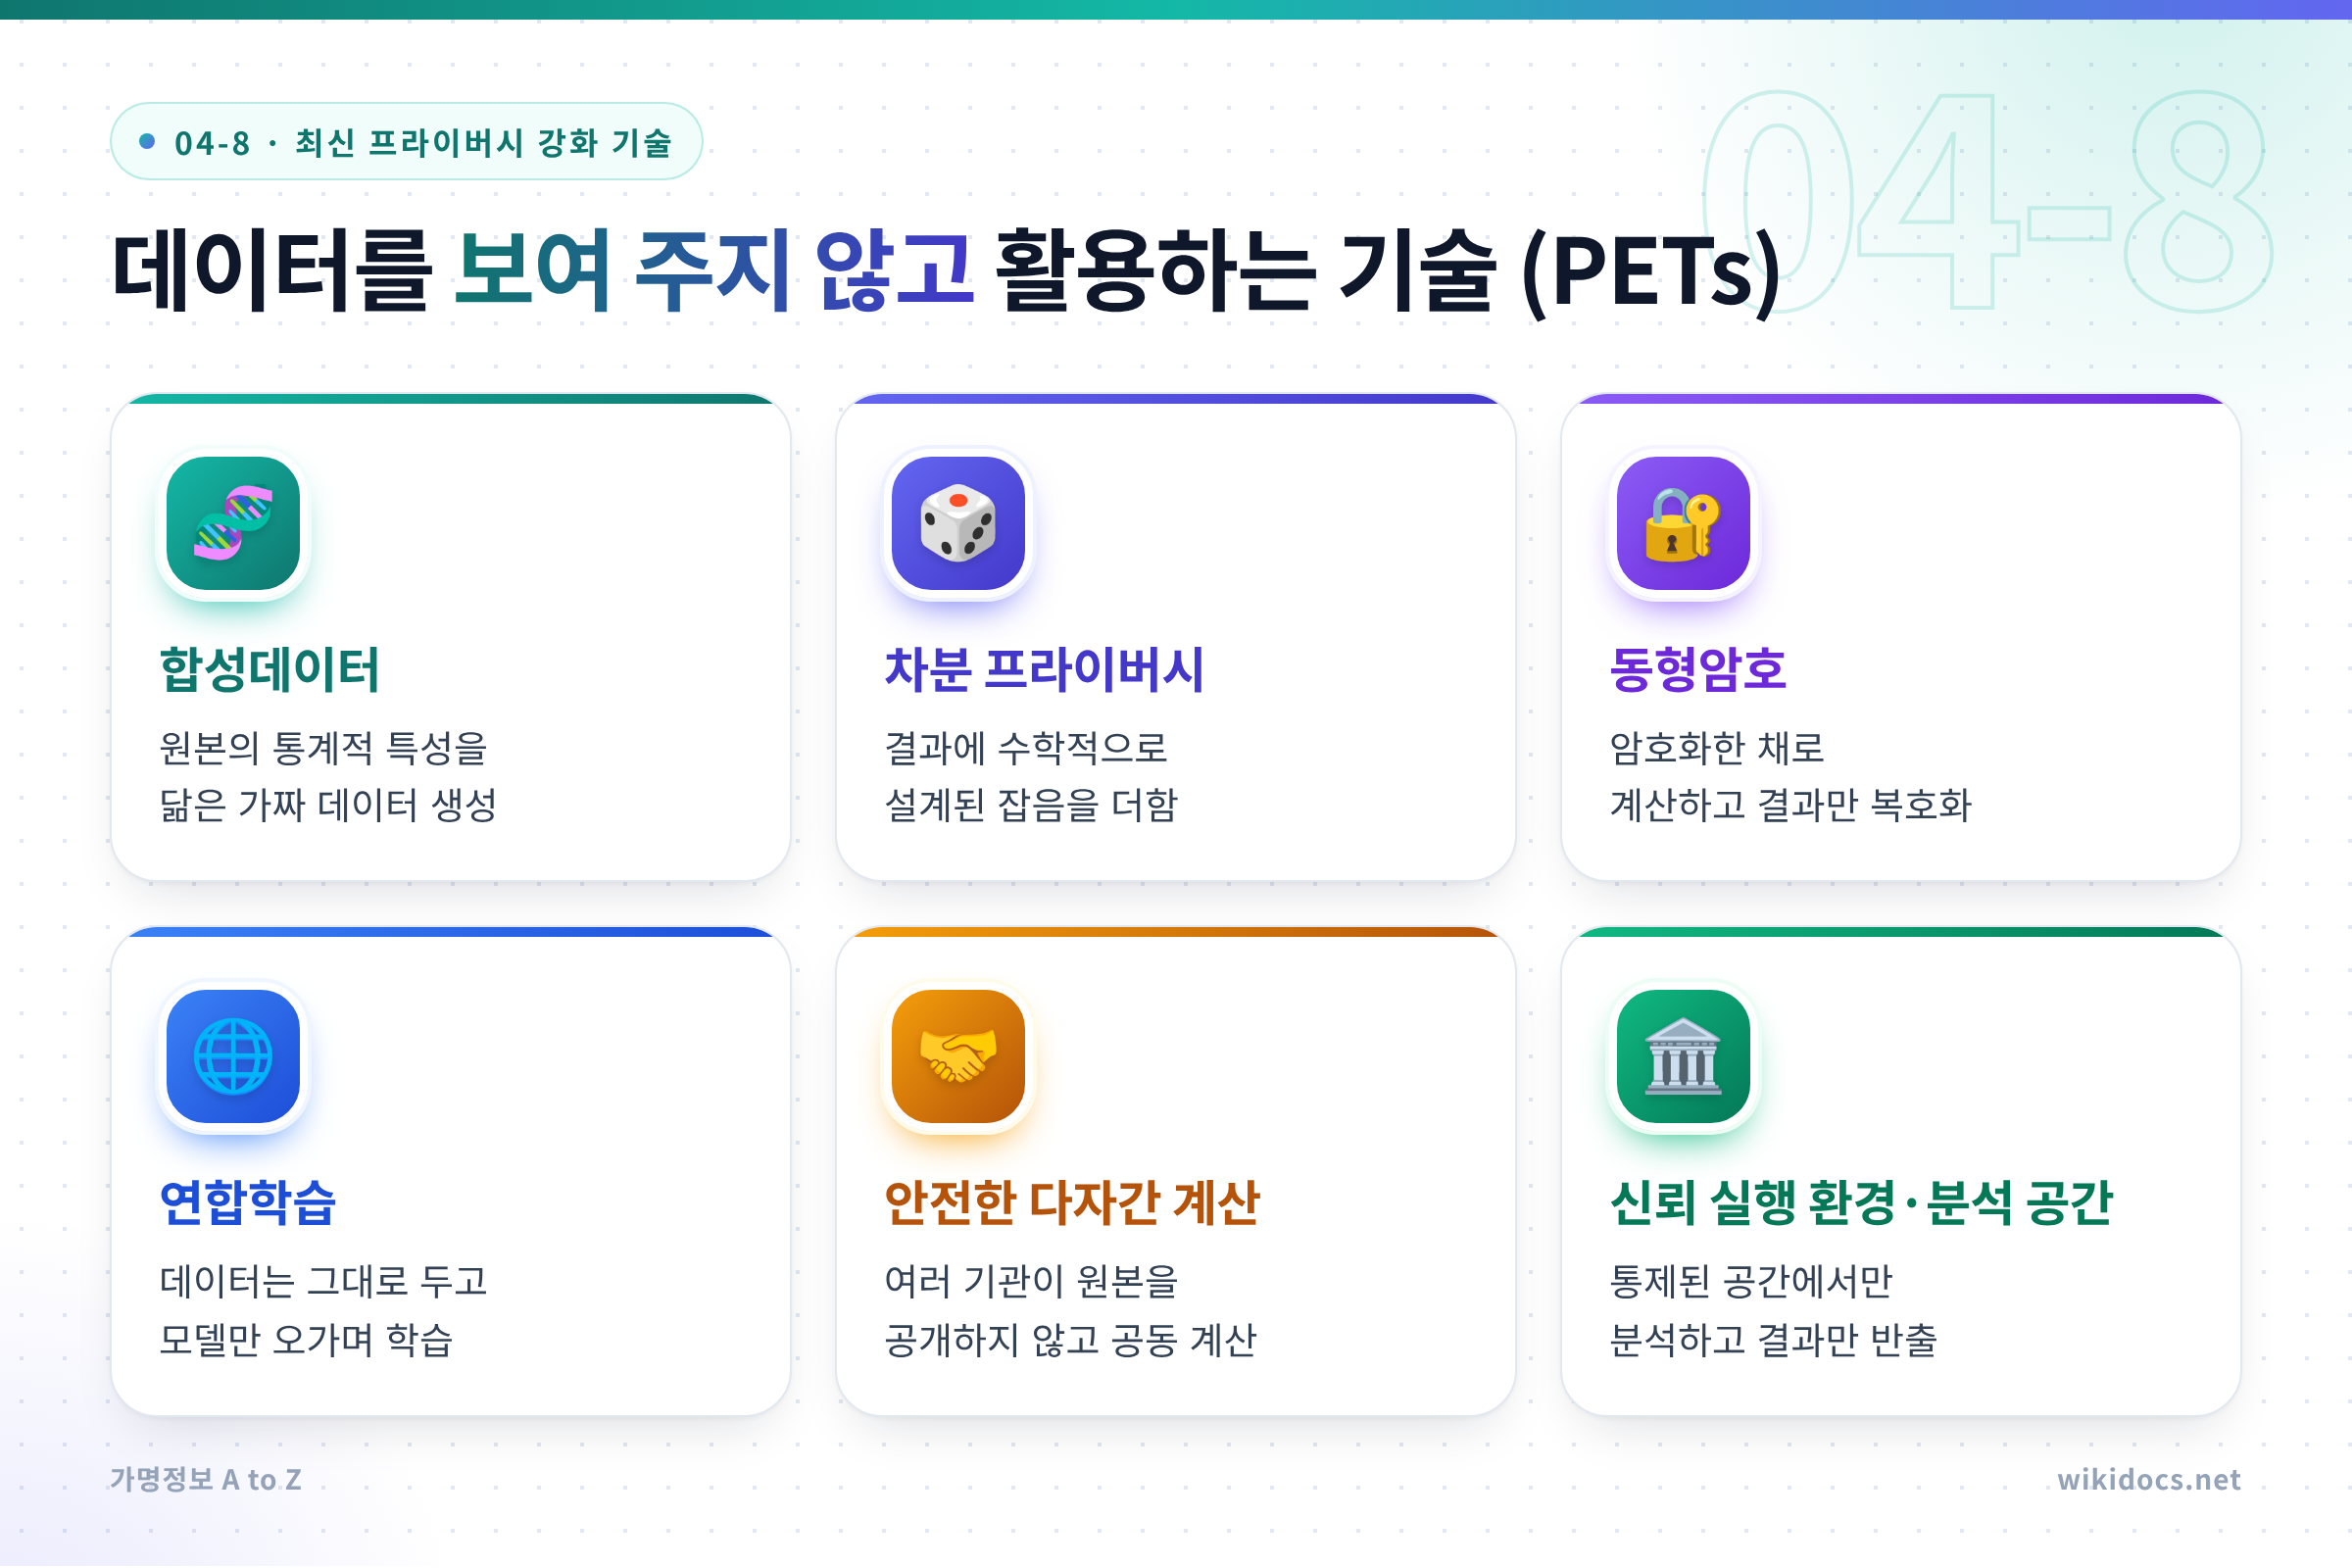 04-8 · 최신 프라이버시 강화 기술
04-8
데이터를 보여 주지 않고 활용하는 기술 (PETs)
합성데이터
원본의 통계적 특성을
닮은 가짜 데이터 생성
차분 프라이버시
결과에 수학적으로
설계된 잡음을 더함
동형암호
암호화한 채로
계산하고 결과만 복호화
연합학습
데이터는 그대로 두고
모델만 오가며 학습
안전한 다자간 계산
여러 기관이 원본을
공개하지 않고 공동 계산
신뢰 실행 환경·분석 공간
통제된 공간에서만
분석하고 결과만 반출
가명정보 A to Z
wikidocs.net